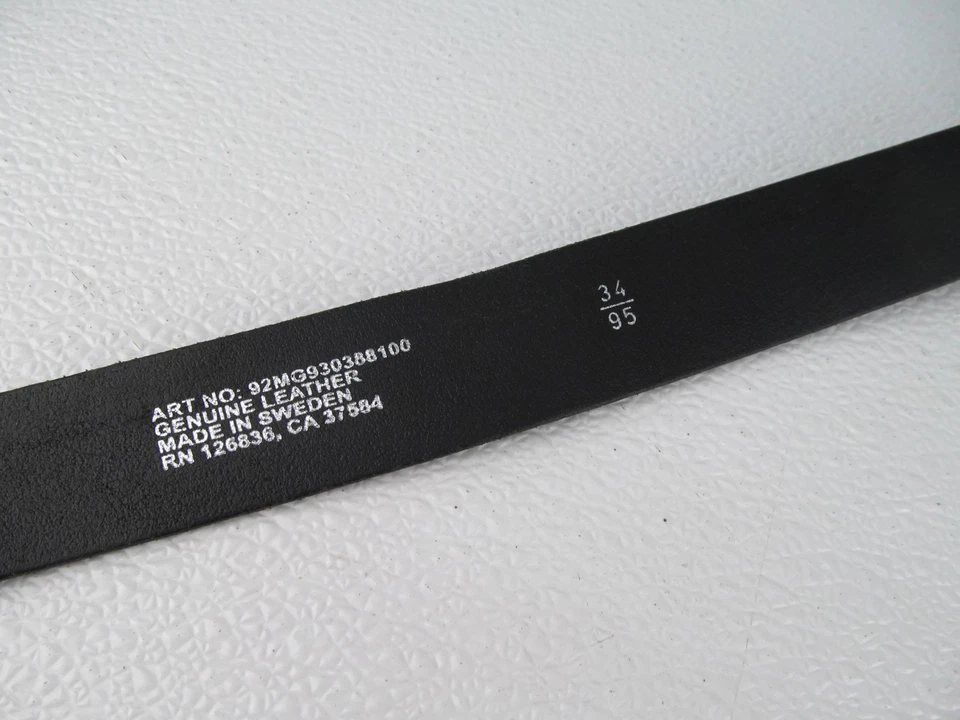 ART NO: 92MG930388100
GENUINE LEATHER
MADE IN SWEDEN
RN 126836, CA 37584
34
95